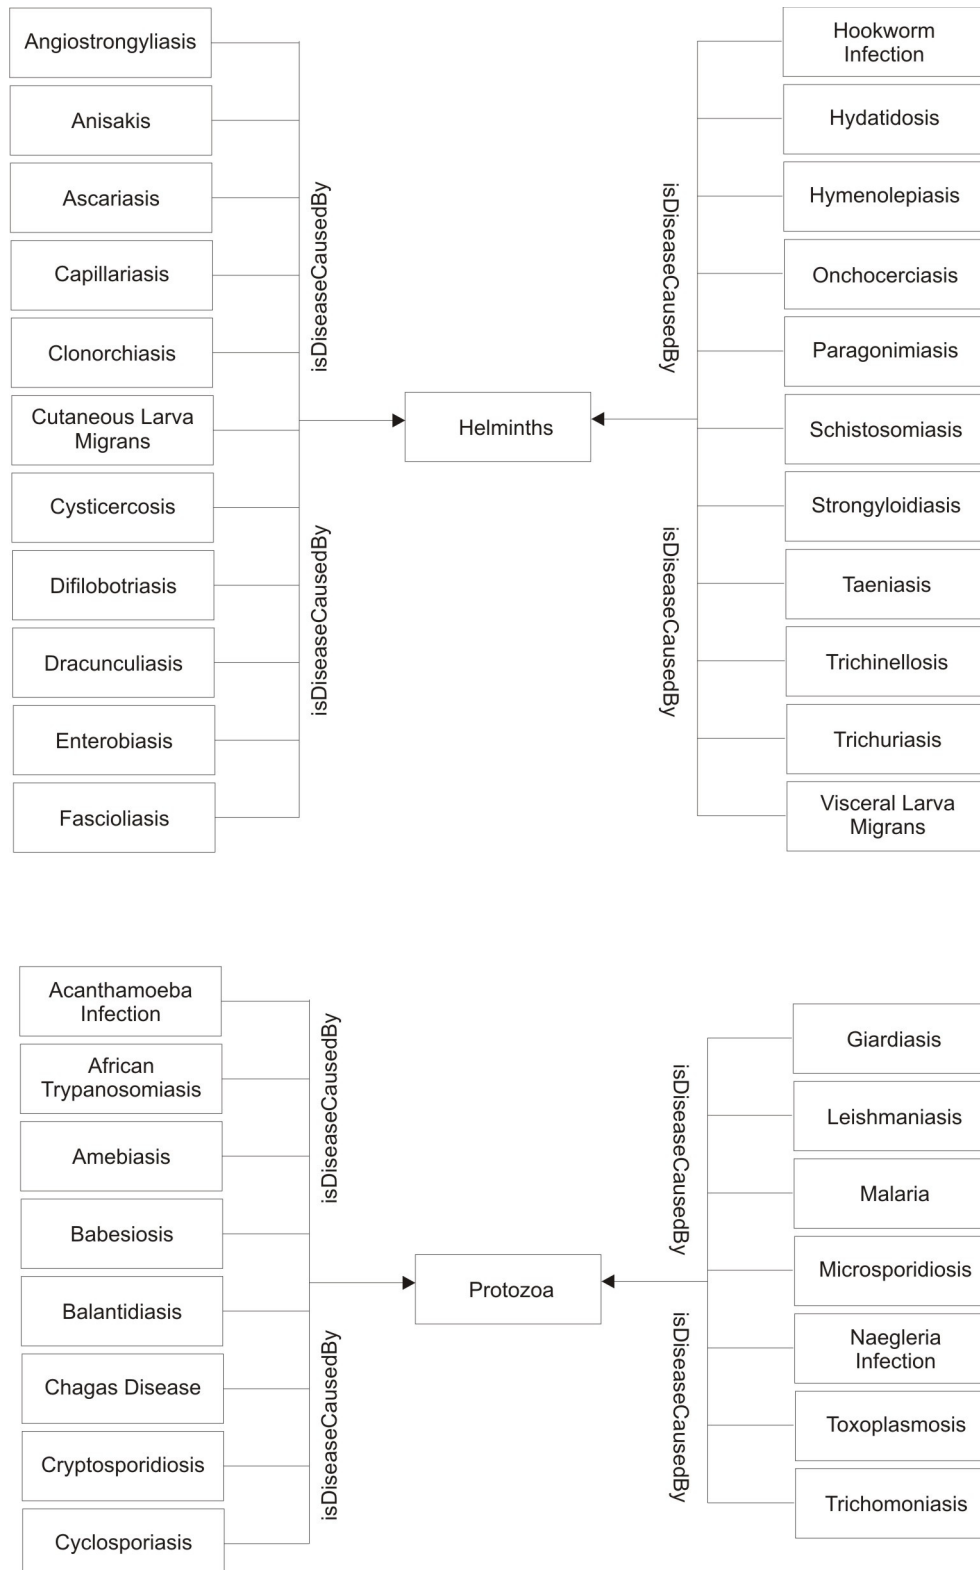 Angiostrongyliasis
Anisakis
Ascariasis
Capillariasis
Clonorchiasis
Cutaneous Larva
Migrans
Cysticercosis
Difilobotriasis
Dracunculiasis
Enterobiasis
Fascioliasis
isDiseaseCausedBy
isDiseaseCausedBy
Helminths
isDiseaseCausedBy
isDiseaseCausedBy
Hookworm
Infection
Hydatidosis
Hymenolepiasis
Onchocerciasis
Paragonimiasis
Schistosomiasis
Strongyloidiasis
Taeniasis
Trichinellosis
Trichuriasis
Visceral Larva
Migrans
Acanthamoeba
Infection
African
Trypanosomiasis
Amebiasis
Babesiosis
Balantidiasis
Chagas Disease
Cryptosporidiosis
Cyclosporiasis
isDiseaseCausedBy
isDiseaseCausedBy
Protozoa
isDiseaseCausedBy
isDiseaseCausedBy
Giardiasis
Leishmaniasis
Malaria
Microsporidiosis
Naegleria
Infection
Toxoplasmosis
Trichomoniasis